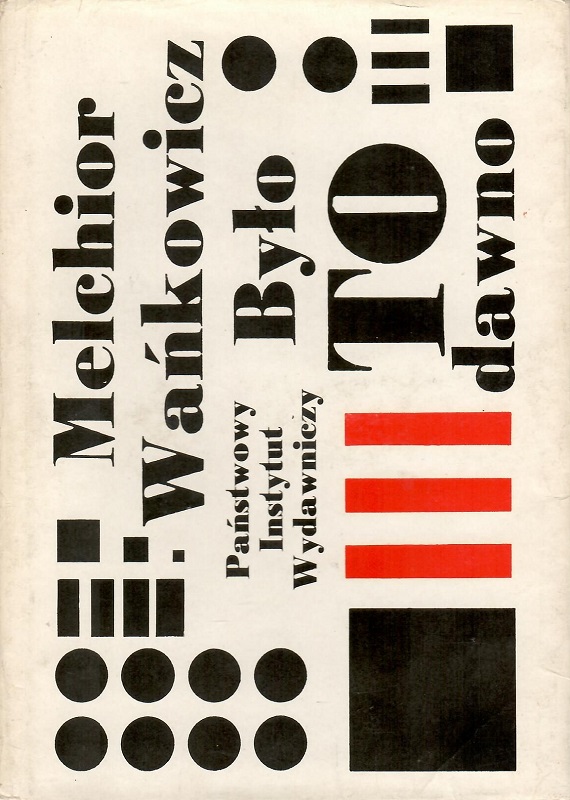 Melchior
Wańkowicz
Było
TO
dawno
Państwowy
Instytut
Wydawniczy